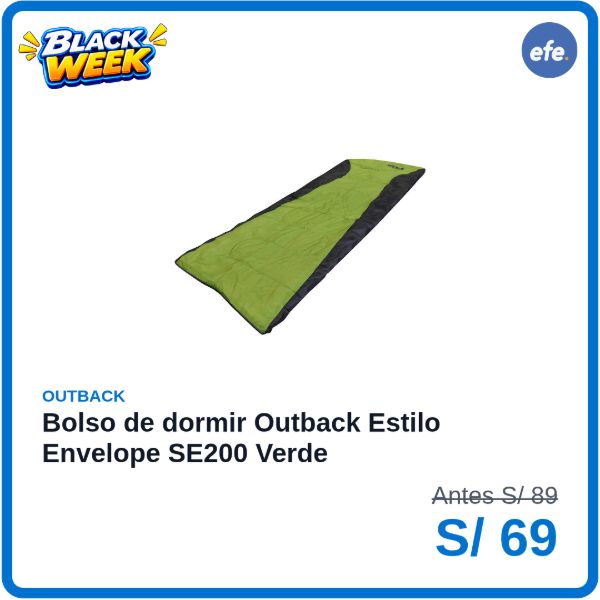 BLACK
WEEK
efe.
OUTBACK
Bolso de dormir Outback Estilo
Envelope SE200 Verde
Antes S/ 89
S/ 69